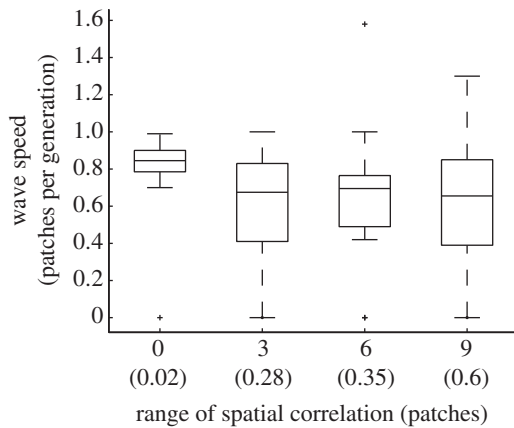 wave speed
(patches per generation)
1.6
1.4
1.2
1.0
0.8
0.6
0.4
0.2
0
0 3 6 9
(0.02) (0.28) (0.35) (0.6)
range of spatial correlation (patches)